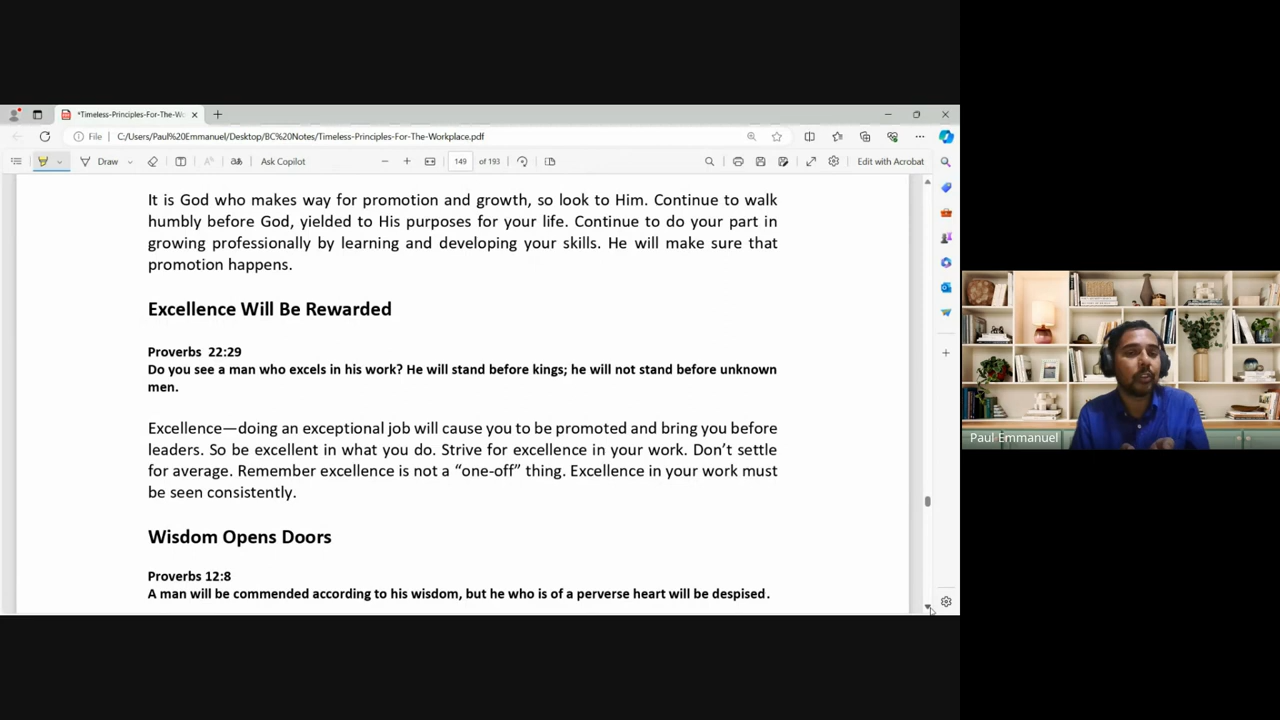 *Timeless-Principles-For-The-Wo
File
C:/Users/Paul%20Emmanuel/Desktop/BC%20Notes/Timeless-Principles-For-The-Workplace.pdf
Draw
Ask Copilot
149 of 193
Edit with Acrobat
It is God who makes way for promotion and growth, so look to Him. Continue to walk
humbly before God, yielded to His purposes for your life. Continue to do your part in
growing professionally by learning and developing your skills. He will make sure that
promotion happens.
Excellence Will Be Rewarded
Proverbs 22:29
Do you see a man who excels in his work? He will stand before kings; he will not stand before unknown
men.
Excellence—doing an exceptional job will cause you to be promoted and bring you before
leaders. So be excellent in what you do. Strive for excellence in your work. Don’t settle
for average. Remember excellence is not a “one-off” thing. Excellence in your work must
be seen consistently.
Wisdom Opens Doors
Proverbs 12:8
A man will be commended according to his wisdom, but he who is of a perverse heart will be despised.
Paul Emmanuel